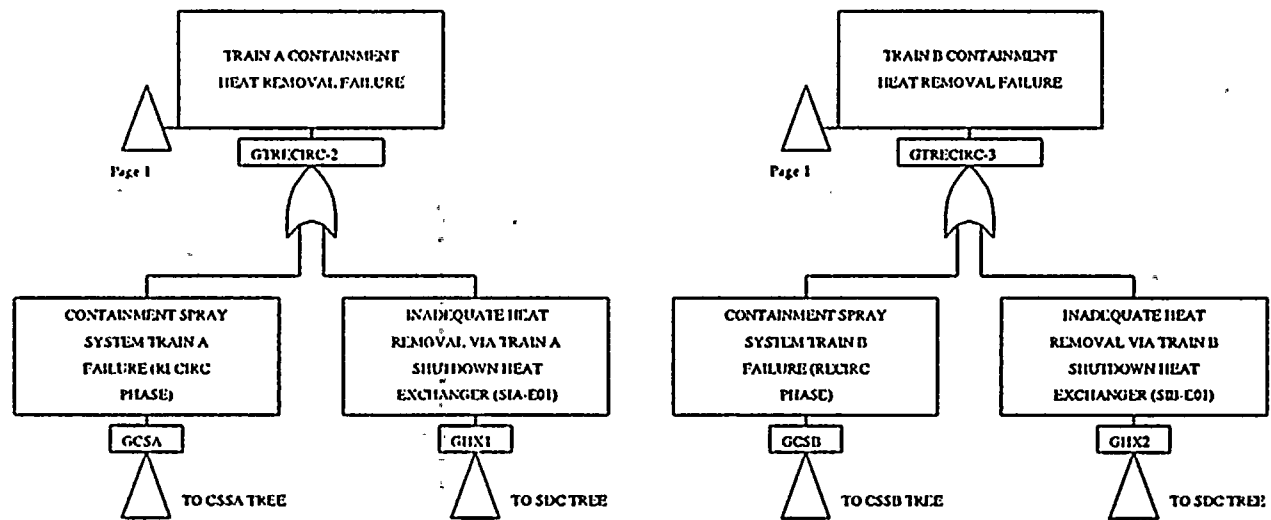 TRAIN A CONTAINMENT
HEAT REMOVAL FAILURE
Page 1
GTRECIRC-2
CONTAINMENT SPRAY
SYSTEM TRAIN A
FAILURE (RECIRC
PHASE)
GCSA
TO CSSA TREE
INADEQUATE HEAT
REMOVAL VIA TRAIN A
SHUTDOWN HEAT
EXCHANGER (SIA-E01)
GHX1
TO SDC TREE
TRAIN B CONTAINMENT
HEAT REMOVAL FAILURE
Page 1
GTRECIRC-3
CONTAINMENT SPRAY
SYSTEM TRAIN B
FAILURE (RECIRC
PHASE)
GCSB
TO CSSB TREE
INADEQUATE HEAT
REMOVAL VIA TRAIN B
SHUTDOWN HEAT
EXCHANGER (SIB-E01)
GHX2
TO SDC TREE